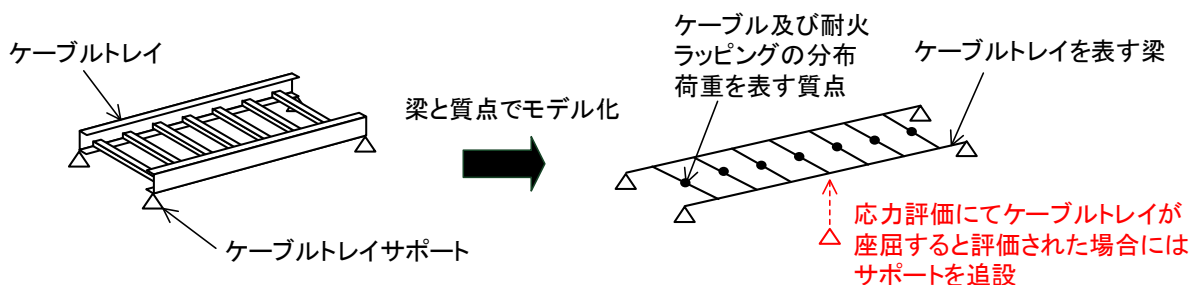 ケーブルトレイ
ケーブルトレイサポート
梁と質点でモデル化
ケーブル及び耐火
ラッピングの分布
荷重を表す質点
ケーブルトレイを表す梁
応力評価にてケーブルトレイが
座屈すると評価された場合には
サポートを追設